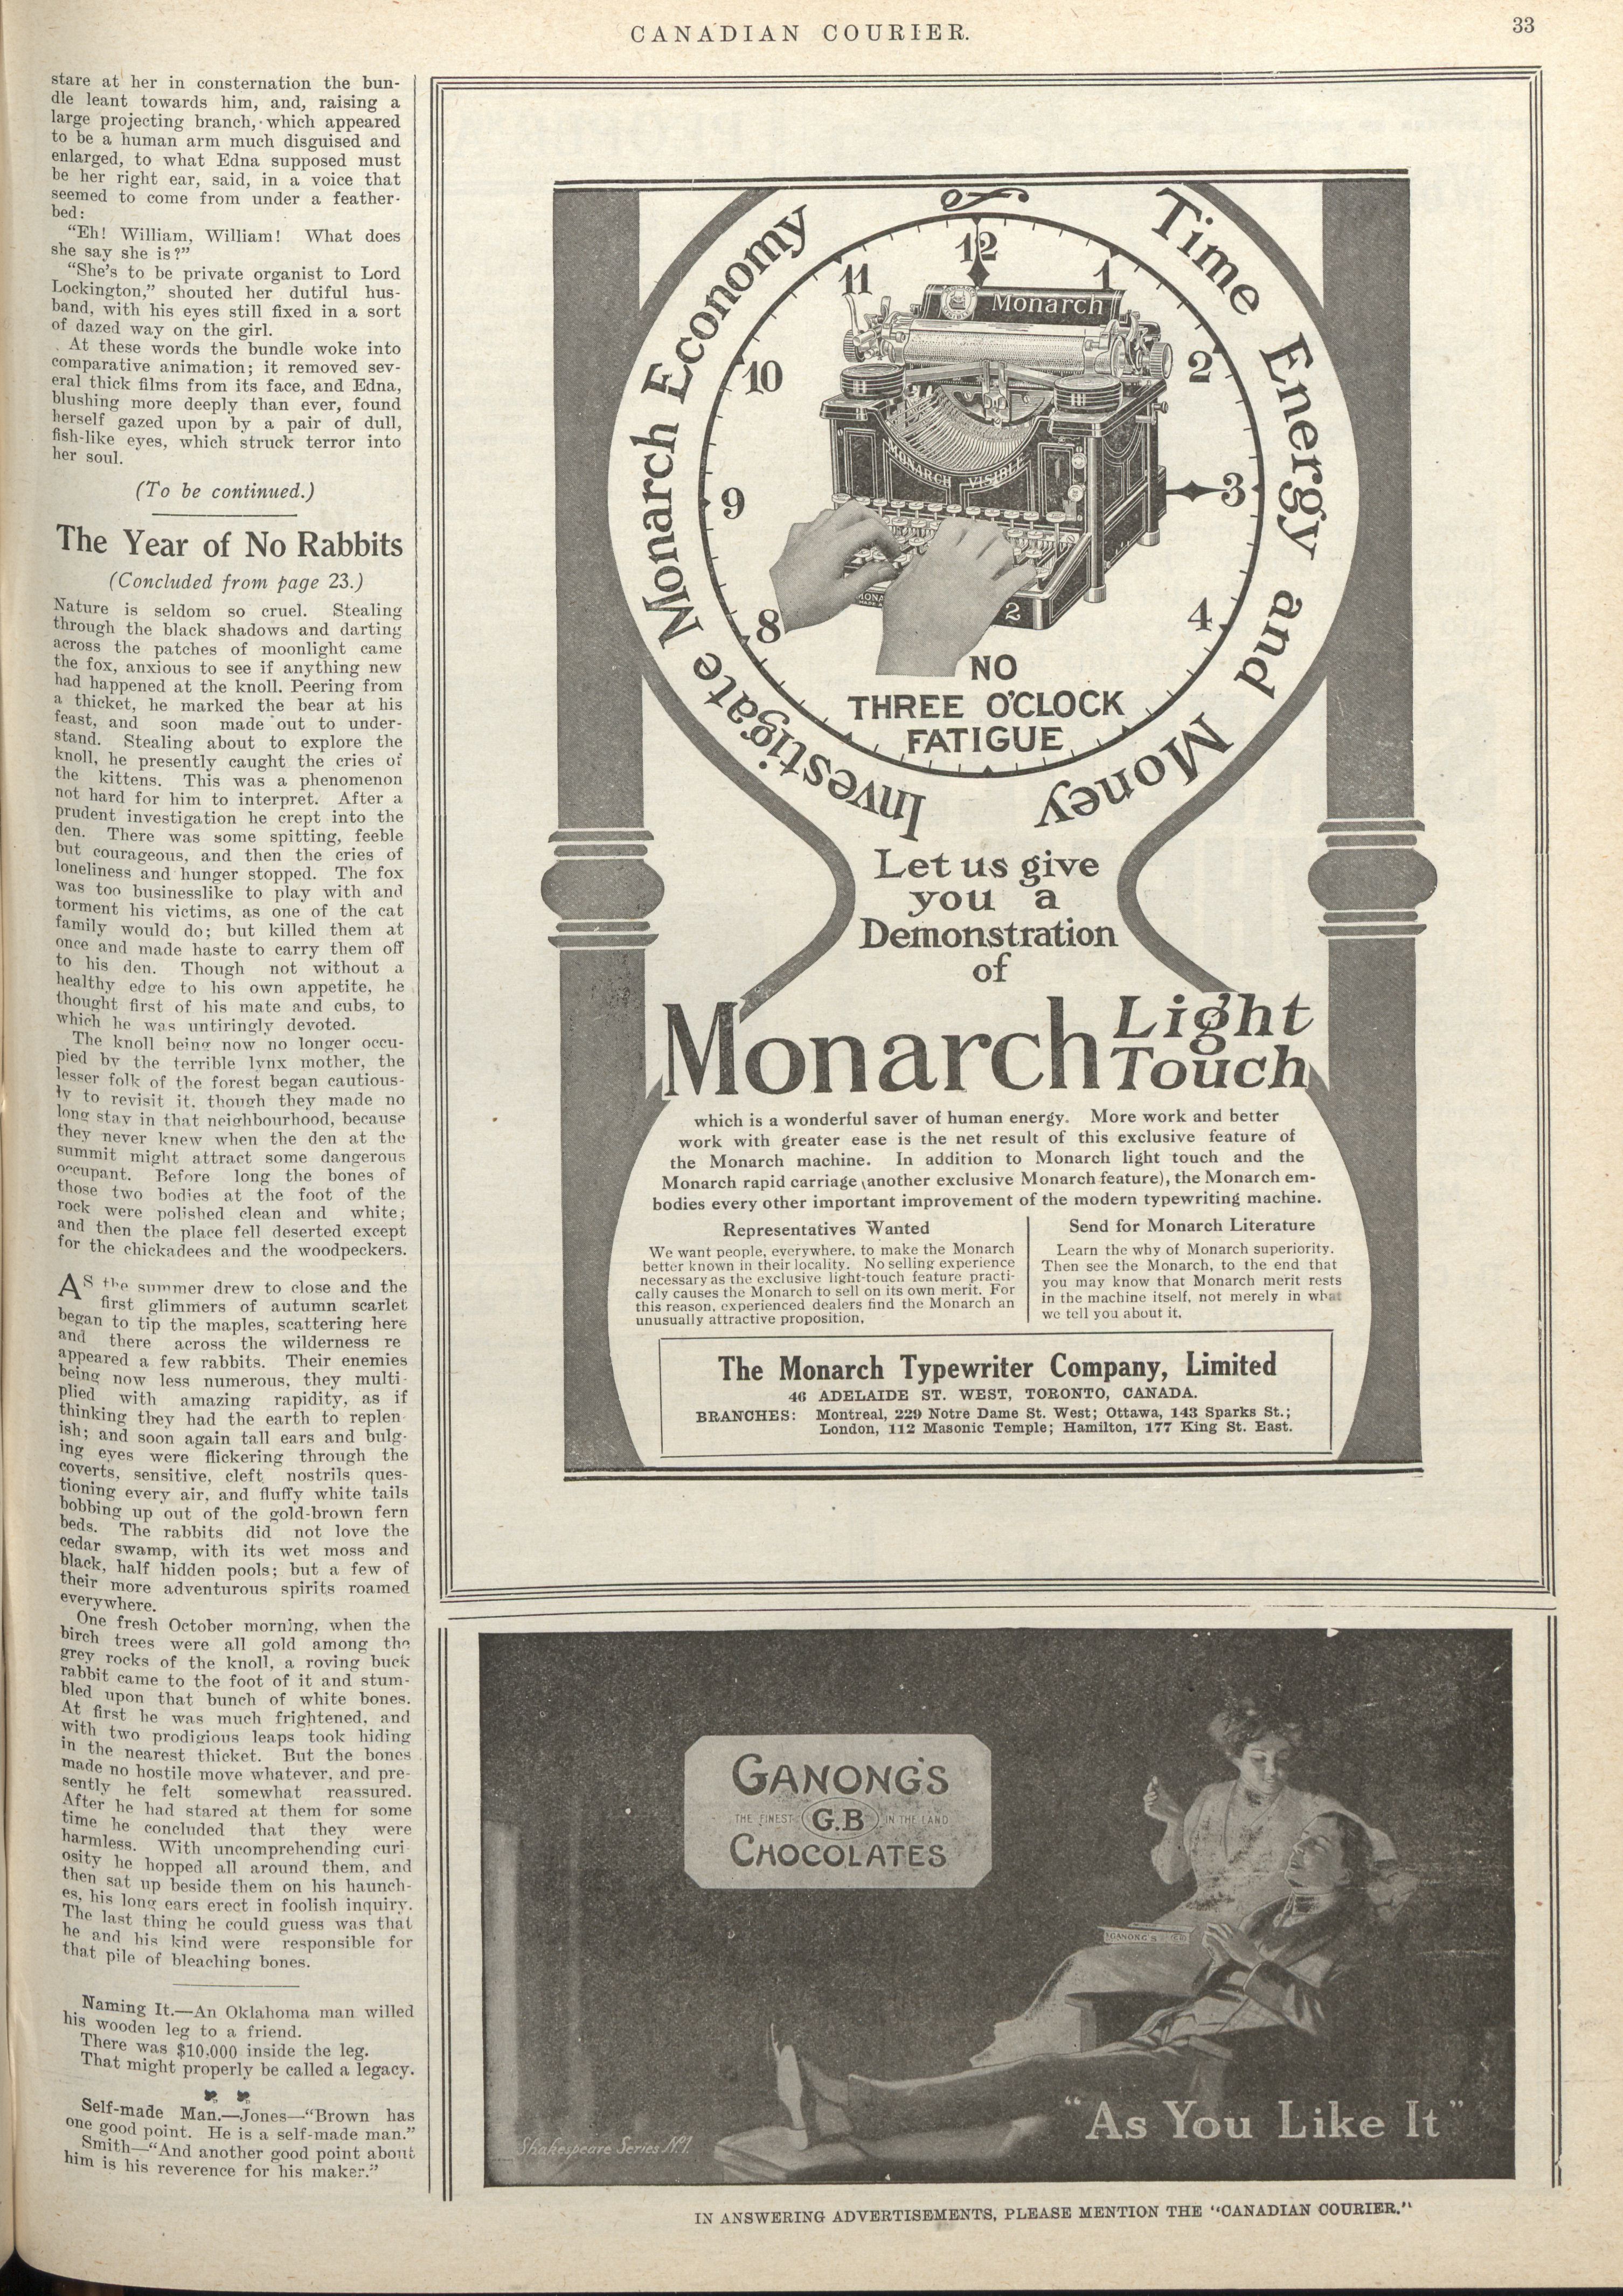 CANADIAN COURIER.
33
stare at her in consternation the bun-
dle leant towards him, and, raising a
large projecting branch, which appeared
to be a human arm much disguised and
enlarged, to what Edna supposed must
be her right ear, said, in a voice that
seemed to come from under a feather-
bed:
"Eh! William, William! What does
she say she is?"
"She's to be private organist to Lord
Lockington," shouted her dutiful hus-
band, with his eyes still fixed in a sort
of dazed way on the girl.
At these words the bundle woke into
comparative animation; it removed sev-
eral thick films from its face, and Edna,
blushing more deeply than ever, found
herself gazed upon by a pair of dull,
fish-like eyes, which struck terror into
her soul.
(To be continued.)
The Year of No Rabbits
(Concluded from page 23.)
Nature is seldom so cruel. Stealing
through the black shadows and darting
across the patches of moonlight came
the fox, anxious to see if anything new
had happened at the knoll. Peering from
a thicket, he marked the bear at his
feast, and soon made out to under-
stand. Stealing about to explore the
knoll, he presently caught the cries of
the kittens. This was a phenomenon
not hard for him to interpret. After a
prudent investigation he crept into the
den. There was some spitting, feeble
but courageous, and then the cries of
loneliness and hunger stopped. The fox
was too businesslike to play with and
torment his victims, as one of the cat
family would do; but killed them at
once and made haste to carry them off
to his den. Though not without a
healthy edge to his own appetite, he
thought first of his mate and cubs, to
which he was untiringly devoted.
The knoll being now no longer occu-
pied by the terrible lynx mother, the
lesser folk of the forest began cautious-
ly to revisit it, though they made no
long stay in that neighbourhood, because
they never knew when the den at the
summit might attract some dangerous
occupant. Before long the bones of
those two bodies at the foot of the
rock were polished clean and white;
and then the place fell deserted except
for the chickadees and the woodpeckers.
AS the summer drew to close and the
first glimmers of autumn scarlet
began to tip the maples, scattering here
and there across the wilderness re
appeared a few rabbits. Their enemies
being now less numerous, they multi-
plied with amazing rapidity, as if
thinking they had the earth to replen-
ish; and soon again tall ears and bulg-
ing eyes were flickering through the
coverts, sensitive, cleft nostrils ques-
tioning every air, and fluffy white tails
bobbing up out of the gold-brown fern
beds. The rabbits did not love the
cedar swamp, with its wet moss and
black, half hidden pools; but a few of
their more adventurous spirits roamed
everywhere.
One fresh October morning, when the
birch trees were all gold among the
grey rocks of the knoll, a roving buck
rabbit came to the foot of it and stum-
bled upon that bunch of white bones.
At first he was much frightened, and
with two prodigious leaps took hiding
in the nearest thicket. But the bones
made no hostile move whatever, and pre-
sently he felt somewhat reassured.
After he had stared at them for some
time he concluded that they were
harmless. With uncomprehending curi-
osity he hopped all around them, and
then sat up beside them on his haunch-
es, his long ears erect in foolish inquiry.
The last thing he could guess was that
he and his kind were responsible for
that pile of bleaching bones.
Naming It.—An Oklahoma man willed
his wooden leg to a friend.
There was $10,000 inside the leg.
That might properly be called a legacy.
Self-made Man.—Jones—"Brown has
one good point. He is a self-made man."
Smith—"And another good point about
him is his reverence for his maker."
Investigate Monarch Economy of Time Energy and Money
12
1
2
3
4
8
9
10
11
Monarch
MONARCH VISIBLE
MONA
2
NO
THREE O'CLOCK
FATIGUE
Let us give
you a
Demonstration
of
Monarch Light
Touch
which is a wonderful saver of human energy. More work and better
work with greater ease is the net result of this exclusive feature of
the Monarch machine. In addition to Monarch light touch and the
Monarch rapid carriage (another exclusive Monarch feature), the Monarch em-
bodies every other important improvement of the modern typewriting machine.
Representatives Wanted
We want people, everywhere, to make the Monarch
better known in their locality. No selling experience
necessary as the exclusive light-touch feature practi-
cally causes the Monarch to sell on its own merit. For
this reason, experienced dealers find the Monarch an
unusually attractive proposition.
Send for Monarch Literature
Learn the why of Monarch superiority.
Then see the Monarch, to the end that
you may know that Monarch merit rests
in the machine itself, not merely in what
we tell you about it.
The Monarch Typewriter Company, Limited
46 ADELAIDE ST. WEST, TORONTO, CANADA.
BRANCHES: Montreal, 229 Notre Dame St. West; Ottawa, 143 Sparks St.;
London, 112 Masonic Temple; Hamilton, 177 King St. East.
GANONG'S
THE FINEST G.B IN THE LAND
CHOCOLATES
GANONG'S
"As You Like It"
Shakespeare Series No. 1.
IN ANSWERING ADVERTISEMENTS, PLEASE MENTION THE "CANADIAN COURIER."